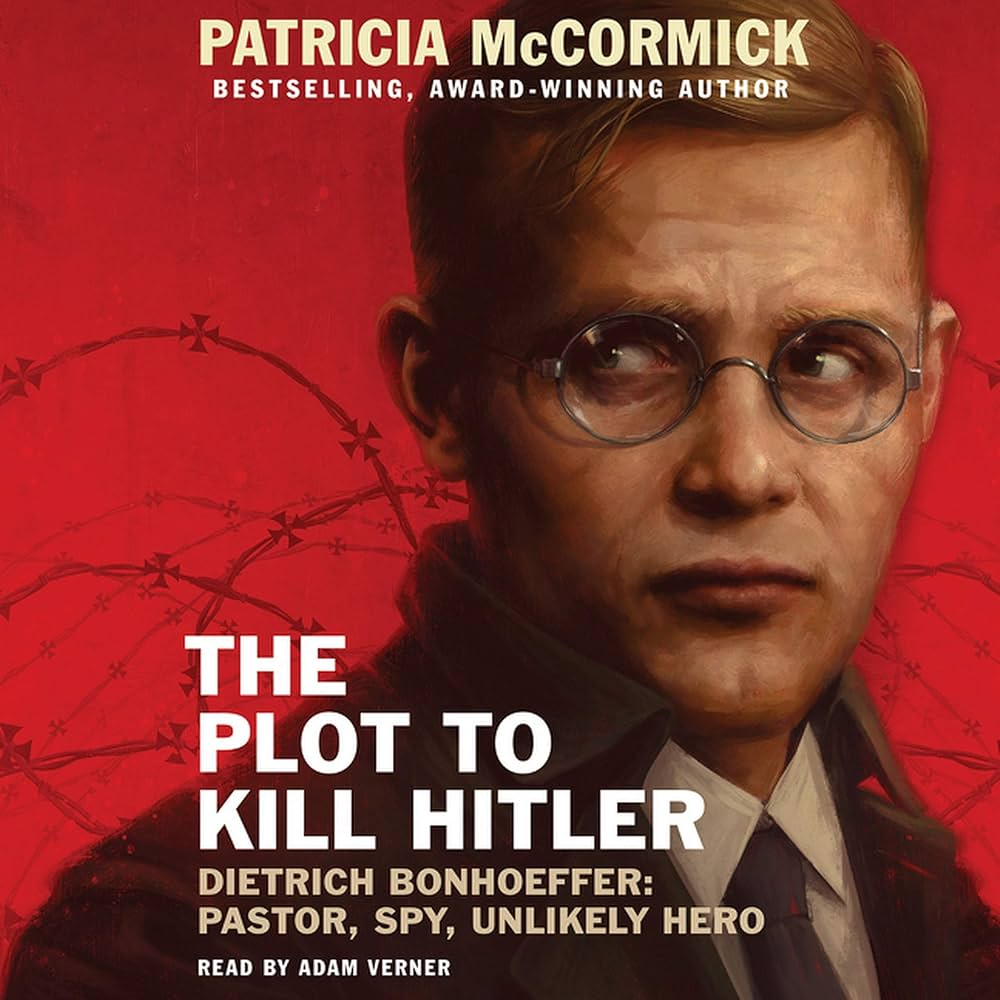 PATRICIA McCORMICK
BESTSELLING, AWARD-WINNING AUTHOR
THE
PLOT TO
KILL HITLER
DIETRICH BONHOEFFER:
PASTOR, SPY, UNLIKELY HERO
READ BY ADAM VERNER